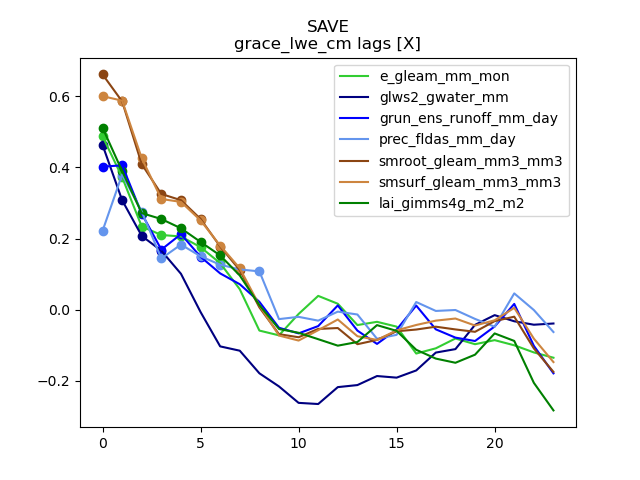 SAVE
grace_lwe_cm lags [X]
e_gleam_mm_mon
glws2_gwater_mm
grun_ens_runoff_mm_day
prec_fldas_mm_day
smroot_gleam_mm3_mm3
smsurf_gleam_mm3_mm3
lai_gimms4g_m2_m2
0.6
0.4
0.2
0.0
−0.2
0 5 10 15 20